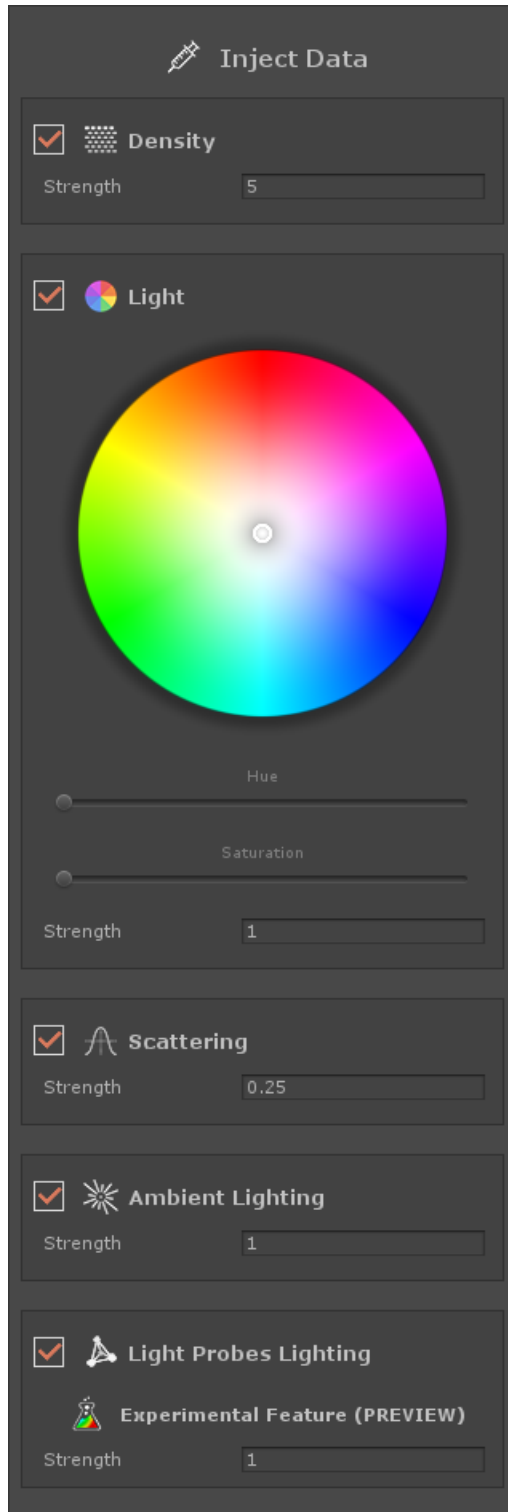 Inject Data
Density
Strength 5
Light
Hue
Saturation
Strength 1
Scattering
Strength 0.25
Ambient Lighting
Strength 1
Light Probes Lighting
Experimental Feature (PREVIEW)
Strength 1